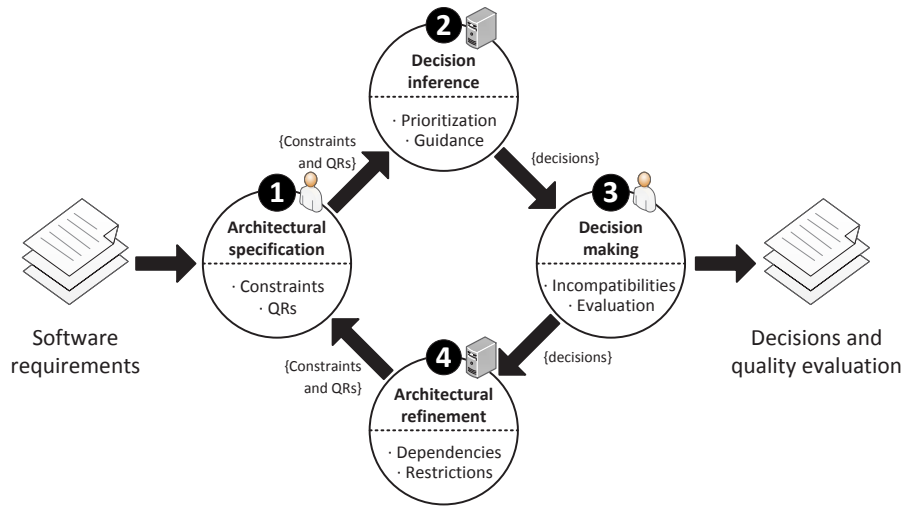 2
Decision
inference
· Prioritization
· Guidance
{Constraints
and QRs}
{decisions}
1
Architectural
specification
· Constraints
· QRs
3
Decision
making
· Incompatibilities
· Evaluation
Software
requirements
Decisions and
quality evaluation
{Constraints
and QRs}
{decisions}
4
Architectural
refinement
· Dependencies
· Restrictions